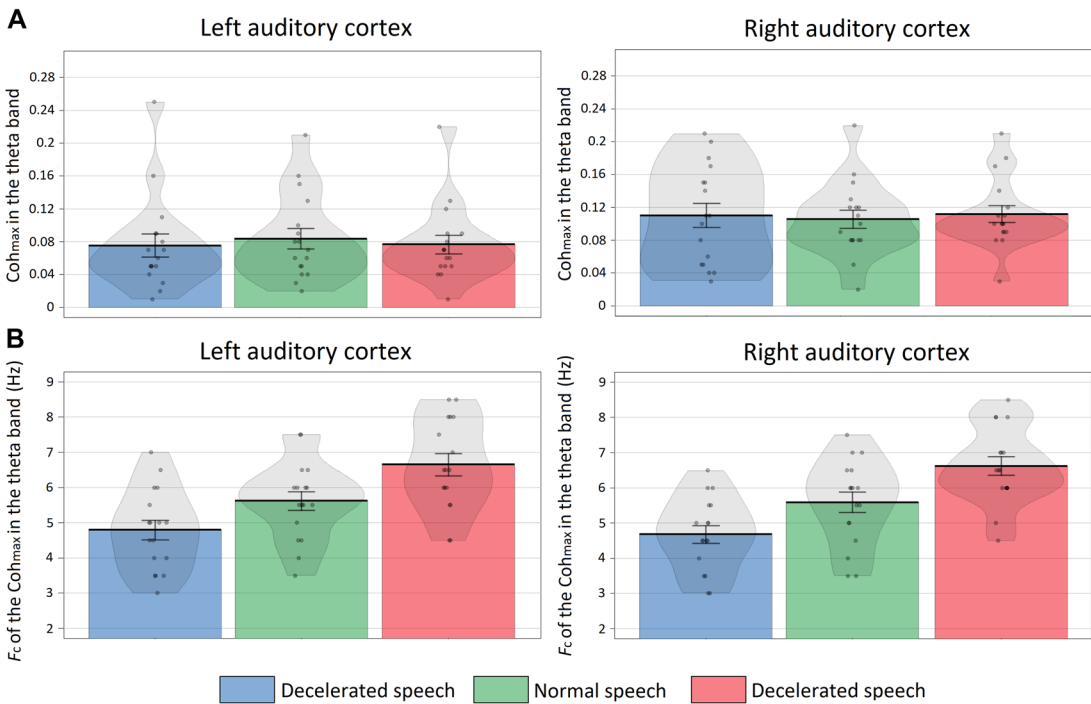 A
Left auditory cortex
Right auditory cortex
Cohmax in the theta band
0.28
0.24
0.2
0.16
0.12
0.08
0.04
0
Cohmax in the theta band
0.28
0.24
0.2
0.16
0.12
0.08
0.04
0
B
Left auditory cortex
Right auditory cortex
Fc of the Cohmax in the theta band (Hz)
9
8
7
6
5
4
3
2
Fc of the Cohmax in the theta band (Hz)
9
8
7
6
5
4
3
2
Decelerated speech
Normal speech
Decelerated speech